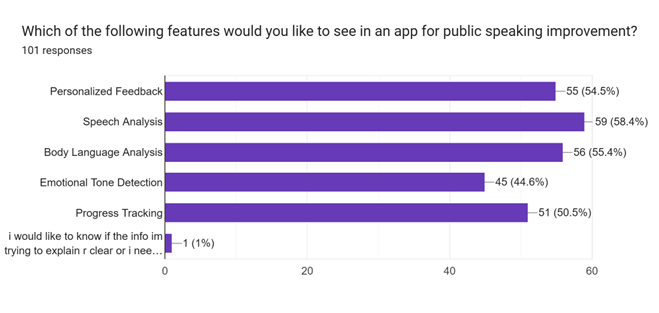 Which of the following features would you like to see in an app for public speaking improvement?
101 responses
Personalized Feedback 55 (54.5%)
Speech Analysis 59 (58.4%)
Body Language Analysis 56 (55.4%)
Emotional Tone Detection 45 (44.6%)
Progress Tracking 51 (50.5%)
i would like to know if the info im
trying to explain r clear or i nee… 1 (1%)
0 20 40 60